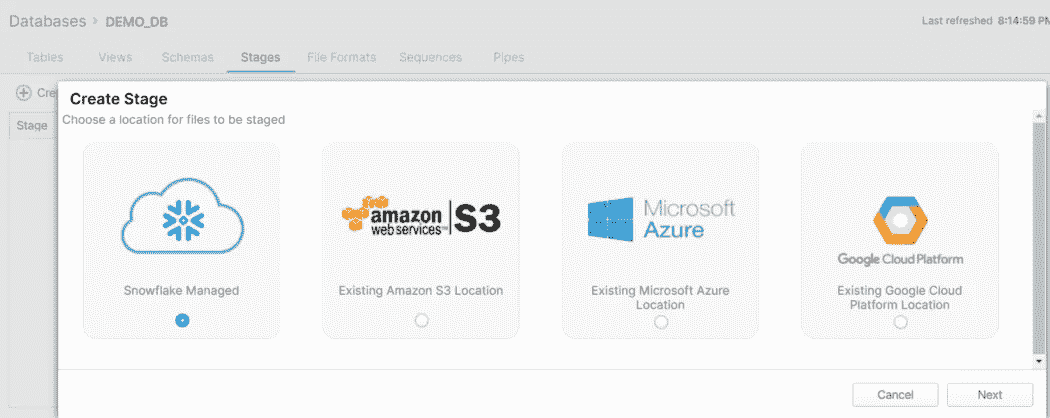 Databases > DEMO_DB
Last refreshed 8:14:59 PM
Tables Views Schemas Stages File Formats Sequences Pipes
Create Stage
Choose a location for files to be staged
Stage
amazon web services™ S3
Microsoft Azure
Google Cloud Platform
Snowflake Managed
Existing Amazon S3 Location
Existing Microsoft Azure
Location
Existing Google Cloud
Platform Location
Cancel Next